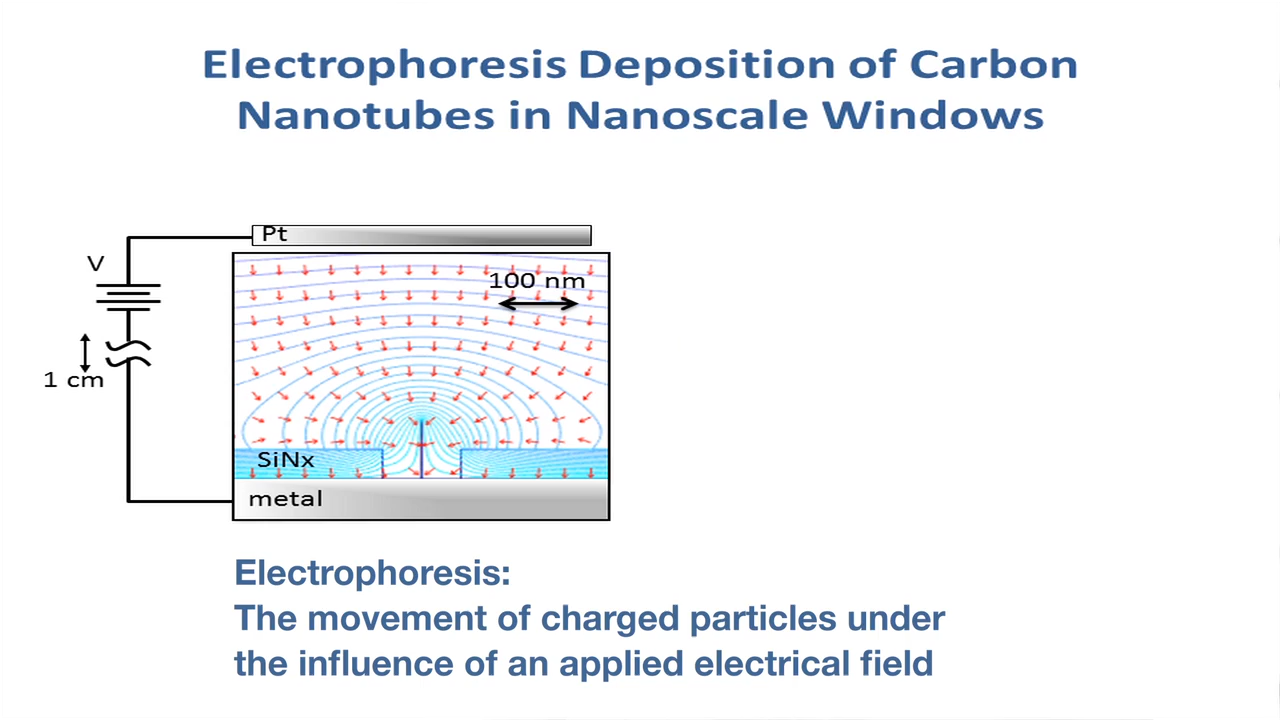 Electrophoresis Deposition of Carbon
Nanotubes in Nanoscale Windows
Pt
V
100 nm
1 cm
SiNx
metal
Electrophoresis:
The movement of charged particles under
the influence of an applied electrical field